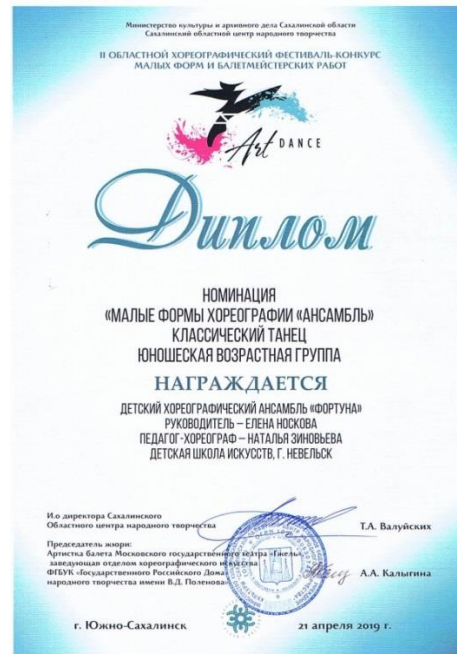 Министерство культуры и архивного дела Сахалинской области
Сахалинский областной центр народного творчества
II ОБЛАСТНОЙ ХОРЕОГРАФИЧЕСКИЙ ФЕСТИВАЛЬ-КОНКУРС
МАЛЫХ ФОРМ И БАЛЕТМЕЙСТЕРСКИХ РАБОТ
Art DANCE
Диплом
НОМИНАЦИЯ
«МАЛЫЕ ФОРМЫ ХОРЕОГРАФИИ «АНСАМБЛЬ»
КЛАССИЧЕСКИЙ ТАНЕЦ
ЮНОШЕСКАЯ ВОЗРАСТНАЯ ГРУППА
НАГРАЖДАЕТСЯ
ДЕТСКИЙ ХОРЕОГРАФИЧЕСКИЙ АНСАМБЛЬ «ФОРТУНА»
РУКОВОДИТЕЛЬ – ЕЛЕНА НОСКОВА
ПЕДАГОГ-ХОРЕОГРАФ – НАТАЛЬЯ ЗИНОВЬЕВА
ДЕТСКАЯ ШКОЛА ИСКУССТВ, Г. НЕВЕЛЬСК
И.о директора Сахалинского
Областного центра народного творчества
Т.А. Валуйских
Председатель жюри:
Артистка балета Московского государственного театра «Гжель»,
заведующая отделом хореографического искусства
ФГБУК «Государственного Российского Дома
народного творчества имени В.Д. Поленова»
А.А. Калыгина
г. Южно-Сахалинск
21 апреля 2019 г.